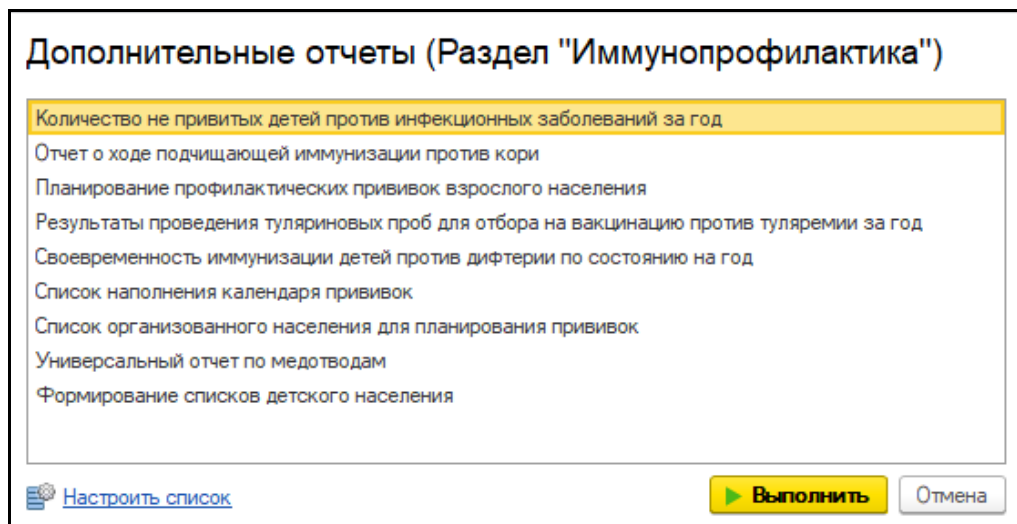 Дополнительные отчеты (Раздел "Иммунопрофилактика")
Количество не привитых детей против инфекционных заболеваний за год
Отчет о ходе подчищающей иммунизации против кори
Планирование профилактических прививок взрослого населения
Результаты проведения туляриновых проб для отбора на вакцинацию против туляремии за год
Своевременность иммунизации детей против дифтерии по состоянию на год
Список наполнения календаря прививок
Список организованного населения для планирования прививок
Универсальный отчет по медотводам
Формирование списков детского населения
Настроить список
Выполнить
Отмена